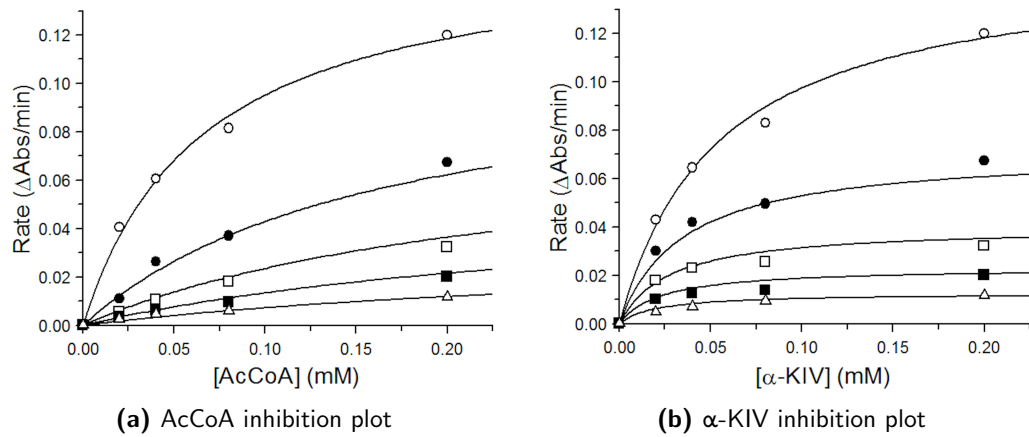 0.12
0.10
0.08
0.06
0.04
0.02
0.00
Rate (ΔAbs/min)
0.00 0.05 0.10 0.15 0.20
[AcCoA] (mM)
(a) AcCoA inhibition plot
0.12
0.10
0.08
0.06
0.04
0.02
0.00
Rate (ΔAbs/min)
0.00 0.05 0.10 0.15 0.20
[α-KIV] (mM)
(b) α-KIV inhibition plot